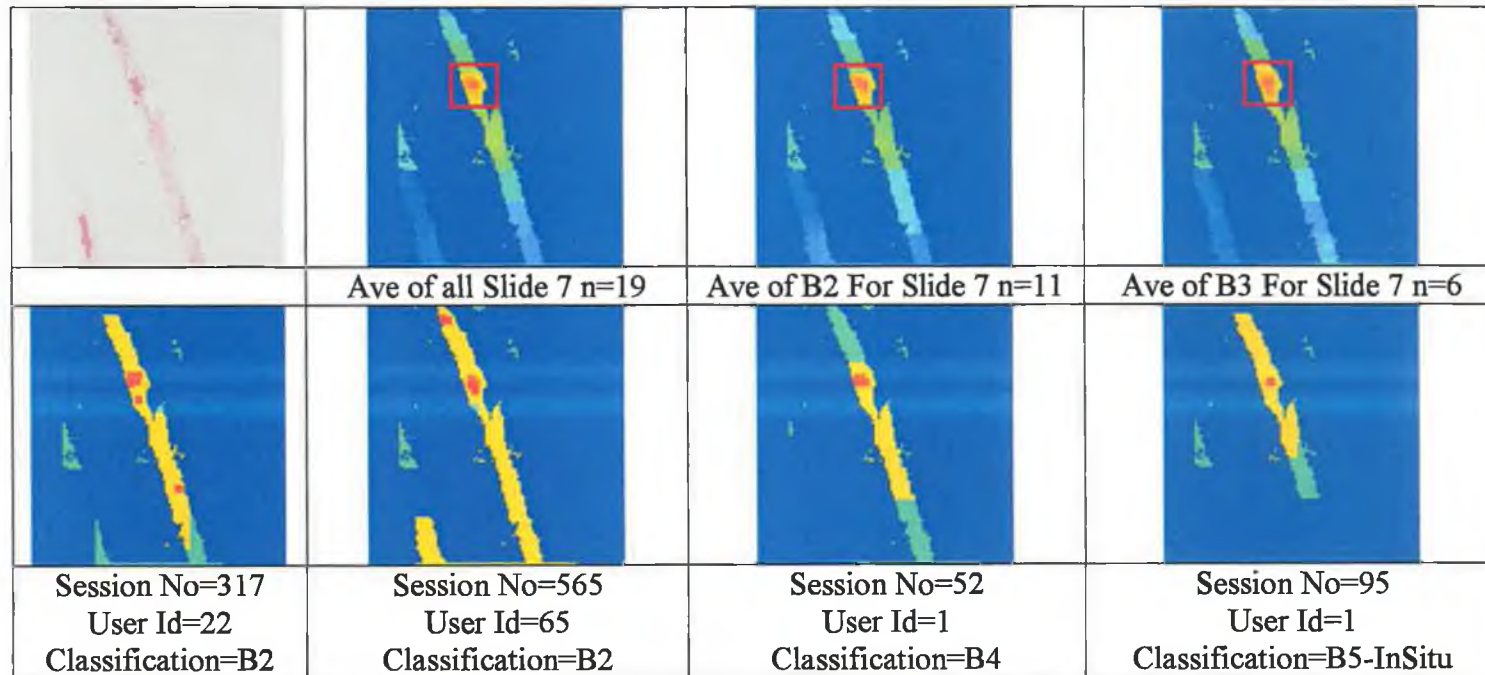 Ave of all Slide 7 n=19
Ave of B2 For Slide 7 n=11
Ave of B3 For Slide 7 n=6
Session No=317
User Id=22
Classification=B2
Session No=565
User Id=65
Classification=B2
Session No=52
User Id=1
Classification=B4
Session No=95
User Id=1
Classification=B5-InSitu